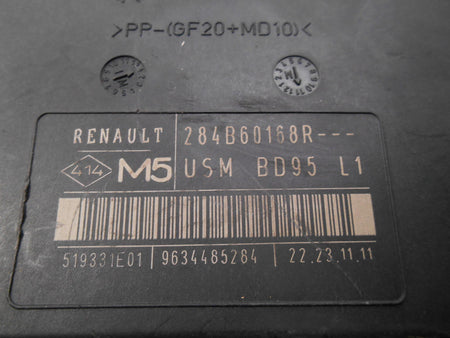 >PP-(GF20+MD10)<
RENAULT 284B60168R---
414 M5 USM BD95 L1
519331E01 9634485284 22.23.11.11